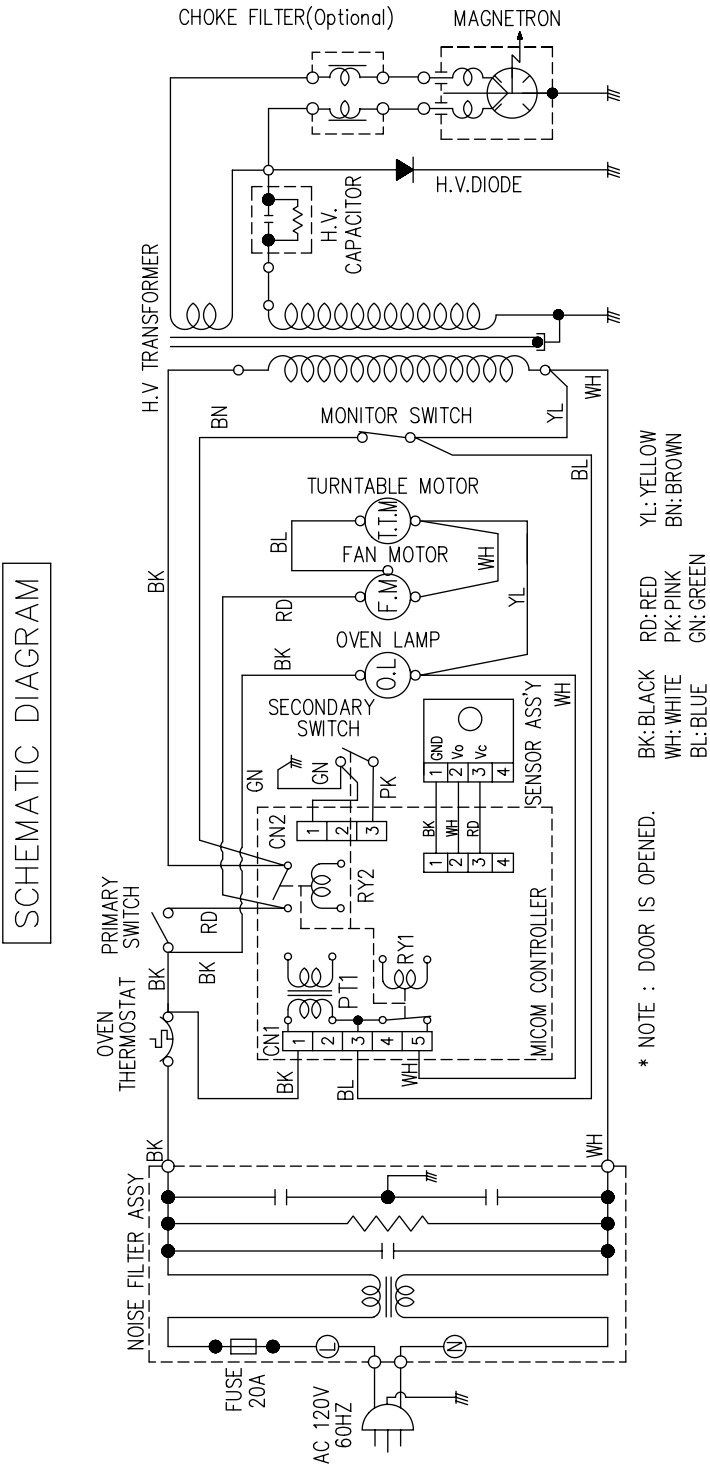 SCHEMATIC DIAGRAM
CHOKE FILTER(Optional)
MAGNETRON
H.V.DIODE
H.V.
CAPACITOR
H.V TRANSFORMER
BN
MONITOR SWITCH
YL
WH
BL
TURNTABLE MOTOR
T.T.M
BL
FAN MOTOR
F.M
WH
BK
RD
YL
OVEN LAMP
O.L
BK
WH
SECONDARY
SWITCH
GN
GN
PK
SENSOR ASS'Y
1 GND
2 Vo
3 Vc
4
BK
WH
RD
1
2
3
4
CN2
1
2
3
PRIMARY
SWITCH
RD
BK
BK
RY2
RY1
PT1
MICOM CONTROLLER
OVEN
THERMOSTAT
CN1
1
2
3
4
5
BK
BL
WH
BK
WH
NOISE FILTER ASSY
FUSE
20A
L
N
AC 120V
60HZ
* NOTE : DOOR IS OPENED.
BK:BLACK RD:RED YL:YELLOW
WH:WHITE PK:PINK BN:BROWN
BL:BLUE GN:GREEN